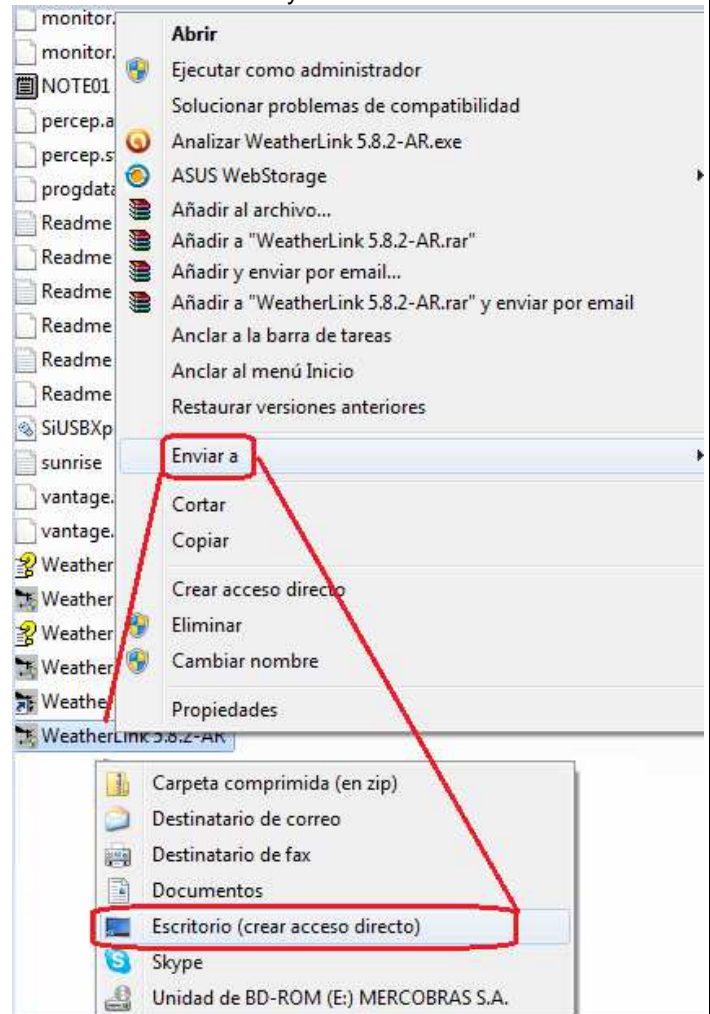 monitor.
Abrir
monitor.
Ejecutar como administrador
NOTE01
Solucionar problemas de compatibilidad
percep.a
Analizar WeatherLink 5.8.2-AR.exe
percep.s
ASUS WebStorage
progdata
Añadir al archivo...
Readme
Añadir a "WeatherLink 5.8.2-AR.rar"
Readme
Añadir y enviar por email...
Readme
Añadir a "WeatherLink 5.8.2-AR.rar" y enviar por email
Readme
Anclar a la barra de tareas
Readme
Anclar al menú Inicio
Readme
Restaurar versiones anteriores
SiUSBXp
Enviar a
sunrise
vantage.
Cortar
vantage.
Copiar
Weather
Crear acceso directo
Weather
Eliminar
Weather
Cambiar nombre
Weather
Weathe
Propiedades
WeatherLink 5.8.2-AR
Carpeta comprimida (en zip)
Destinatario de correo
Destinatario de fax
Documentos
Escritorio (crear acceso directo)
Skype
Unidad de BD-ROM (E:) MERCOBRAS S.A.